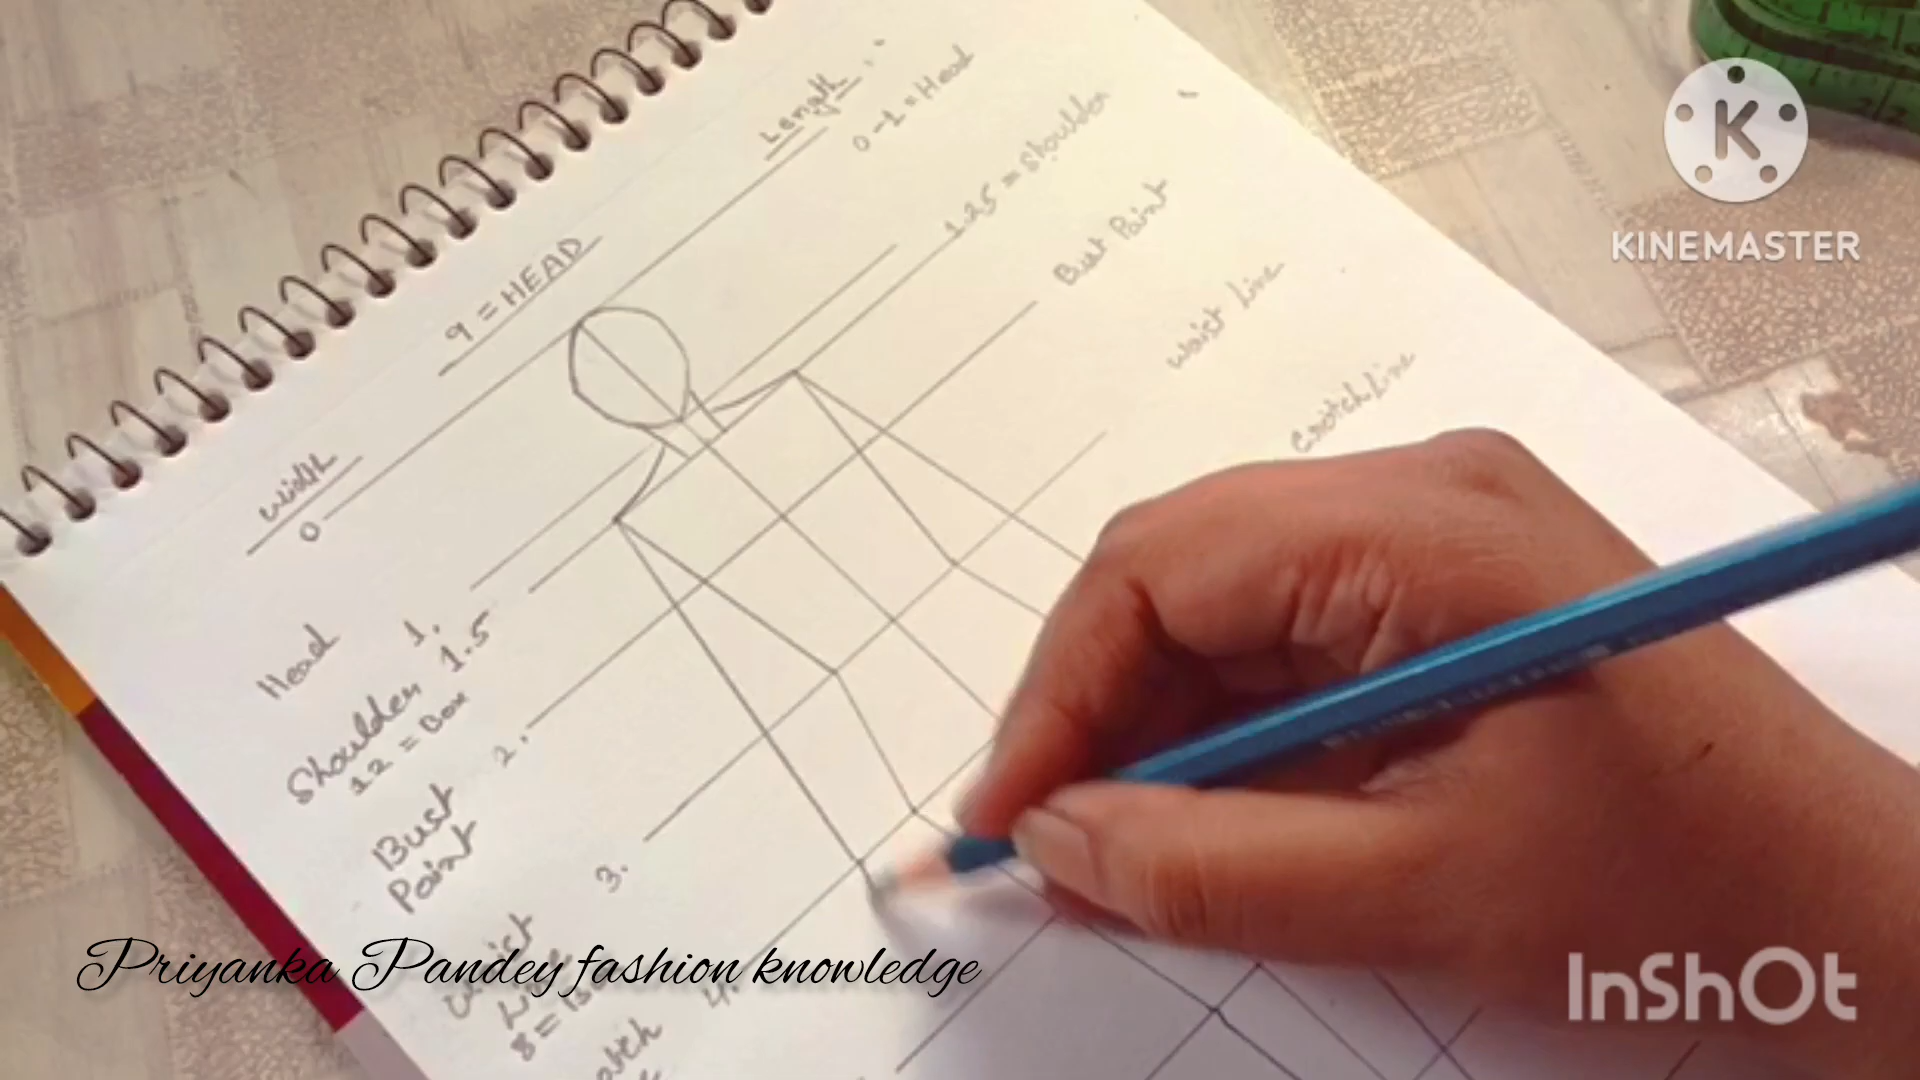 Length
0-1=Head
1.25=Shoulder
Bust Point
waist line
crotch line
9=HEAD
width
0
Head 1.
Shoulder 1.5
12=Box
Bust
Point
2.
3.
4.
waist
Line
KINEMASTER
InShOt
Priyanka Pandey fashion knowledge